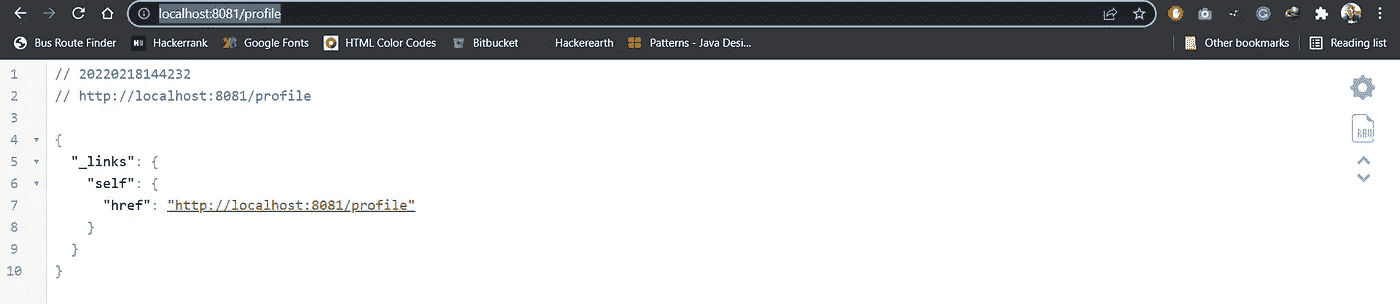 localhost:8081/profile
Bus Route Finder Hackerrank Google Fonts HTML Color Codes Bitbucket Hackerearth Patterns - Java Desi... Other bookmarks Reading list
1 // 20220218144232
2 // http://localhost:8081/profile
3
4 {
5 "_links": {
6 "self": {
7 "href": "http://localhost:8081/profile"
8 }
9 }
10 }
RAW